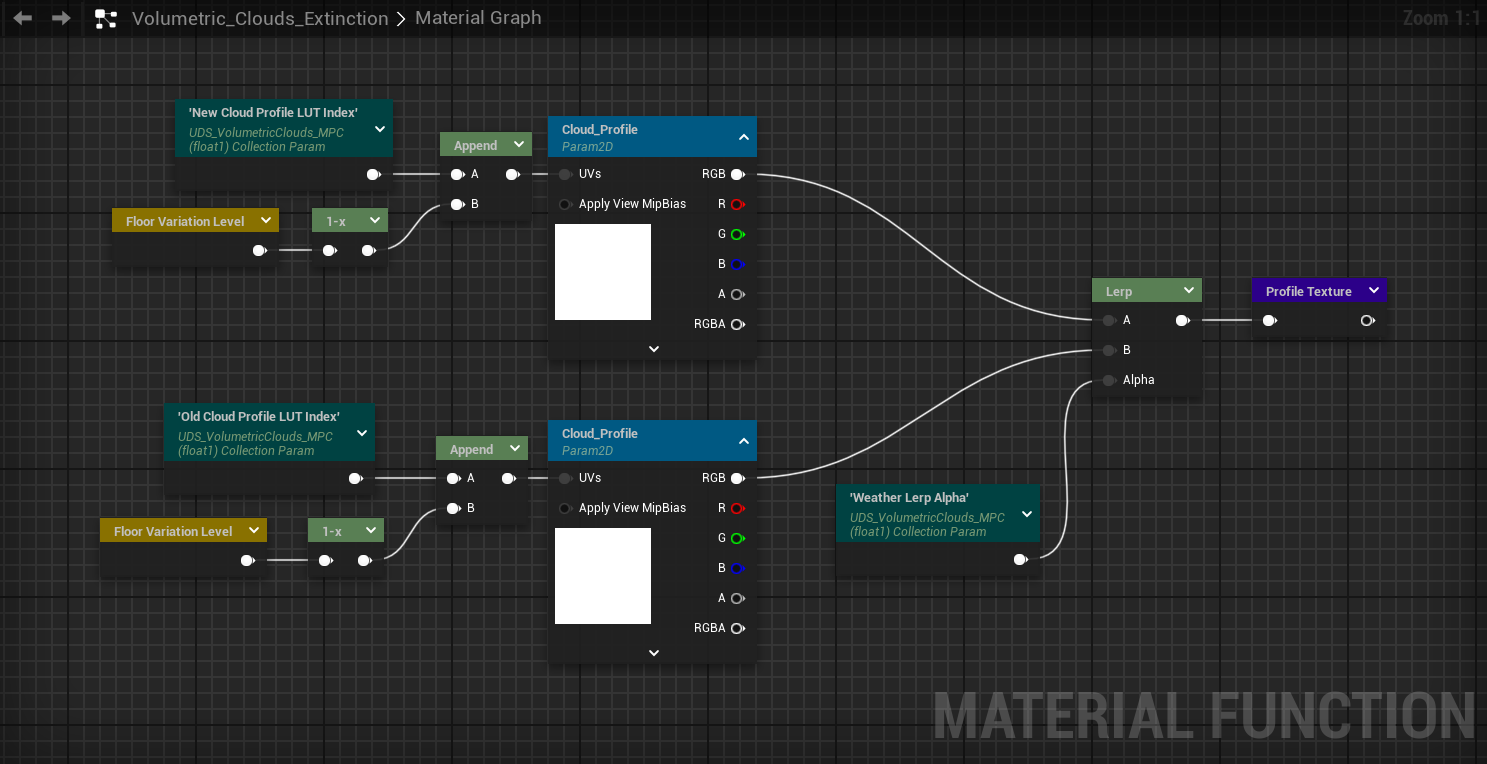 Volumetric_Clouds_Extinction > Material Graph
Zoom 1:1
'New Cloud Profile LUT Index'
UDS_VolumetricClouds_MPC
(float1) Collection Param
Append
A
B
Cloud_Profile
Param2D
UVs
RGB
Apply View MipBias
R
G
B
A
RGBA
Floor Variation Level
1-x
Lerp
A
B
Alpha
Profile Texture
'Old Cloud Profile LUT Index'
UDS_VolumetricClouds_MPC
(float1) Collection Param
Append
A
B
Cloud_Profile
Param2D
UVs
RGB
Apply View MipBias
R
G
B
A
RGBA
Floor Variation Level
1-x
'Weather Lerp Alpha'
UDS_VolumetricClouds_MPC
(float1) Collection Param
MATERIAL FUNCTION